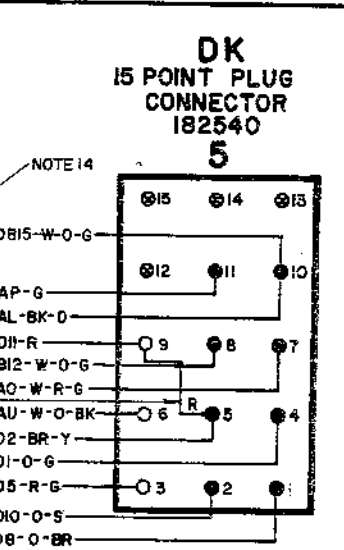 DK
15 POINT PLUG
CONNECTOR
182540
5
NOTE 14
15 14 13
DB15-W-O-G
12 11 10
AP-G
AL-BK-O
D11-R
9 8 7
B12-W-O-G
AO-W-R-G
R
AU-W-O-BK
6 5 4
D2-BR-Y
D1-O-G
D5-R-G
3 2 1
D10-O-S
D8-O-BR